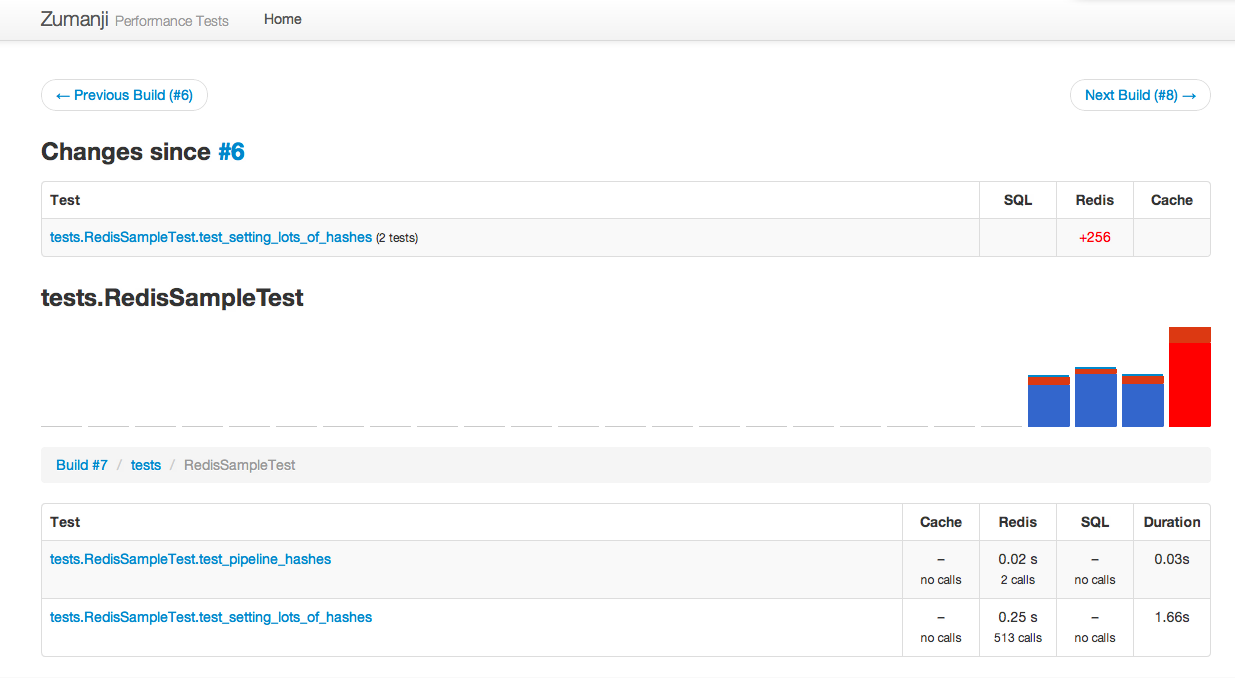 Zumanji Performance Tests Home
← Previous Build (#6) Next Build (#8) →
Changes since #6
Test SQL Redis Cache
tests.RedisSampleTest.test_setting_lots_of_hashes (2 tests) +256
tests.RedisSampleTest
Build #7 / tests / RedisSampleTest
Test Cache Redis SQL Duration
tests.RedisSampleTest.test_pipeline_hashes – 0.02 s – 0.03s
no calls 2 calls no calls
tests.RedisSampleTest.test_setting_lots_of_hashes – 0.25 s – 1.66s
no calls 513 calls no calls